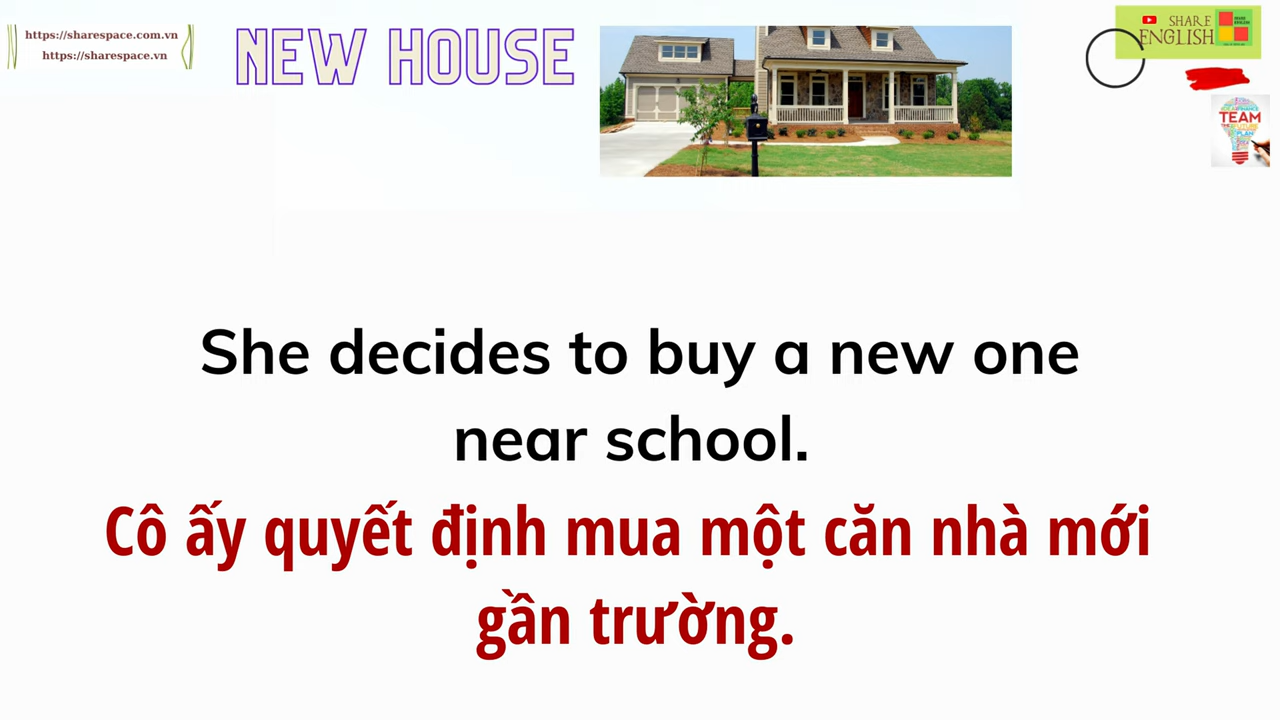 https://sharespace.com.vn
https://sharespace.vn
NEW HOUSE
SHARE
ENGLISH
TEAM
She decides to buy a new one
near school.
Cô ấy quyết định mua một căn nhà mới
gần trường.